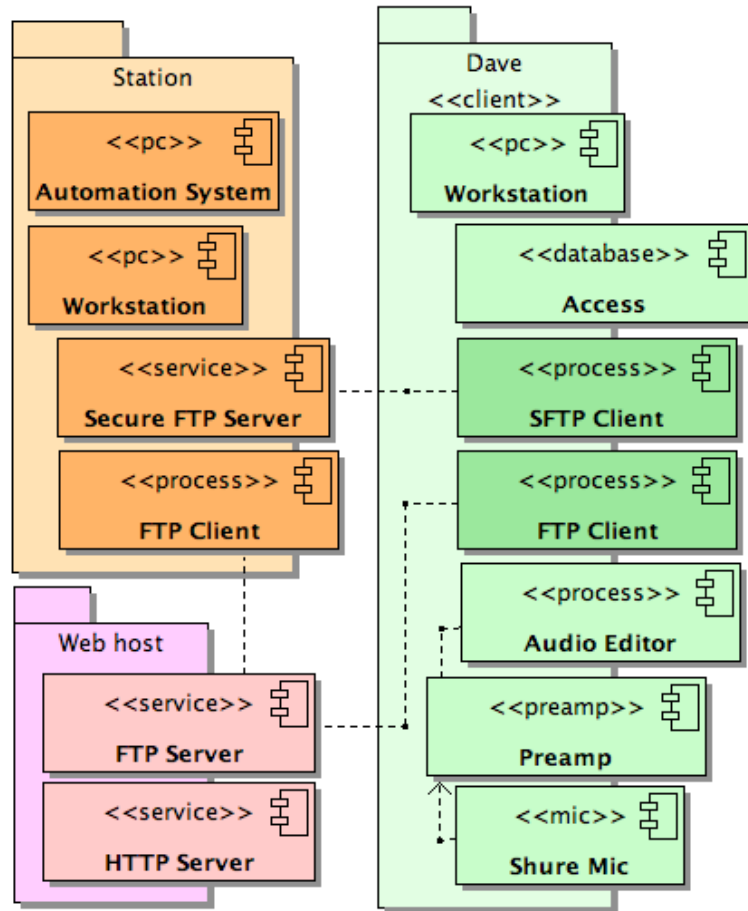 Station
<<pc>>
Automation System
<<pc>>
Workstation
<<service>>
Secure FTP Server
<<process>>
FTP Client
Web host
<<service>>
FTP Server
<<service>>
HTTP Server
Dave
<<client>>
<<pc>>
Workstation
<<database>>
Access
<<process>>
SFTP Client
<<process>>
FTP Client
<<process>>
Audio Editor
<<preamp>>
Preamp
<<mic>>
Shure Mic